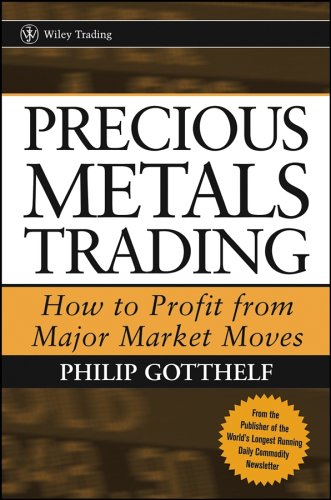 Wiley Trading
PRECIOUS
METALS
TRADING
How to Profit from
Major Market Moves
PHILIP GOTTHELF
From the
Publisher of the
World's Longest Running
Daily Commodity
Newsletter